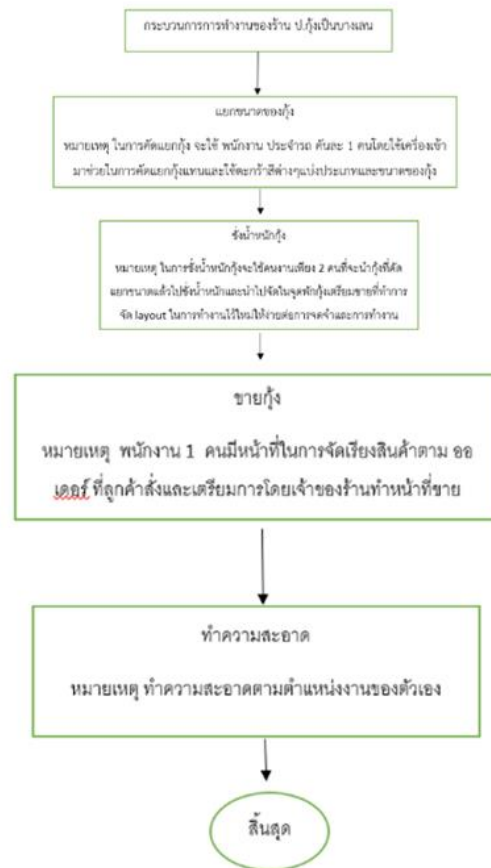 กระบวนการการทำงานของร้าน ป.กุ้งเป็นบางเลน
แยกขนาดของกุ้ง
หมายเหตุ ในการคัดแยกกุ้ง จะใช้ พนักงาน ประจำรถ คันละ 1 คนโดยใช้เครื่องเข้า
มาช่วยในการคัดแยกกุ้งแทนและใช้ตะกร้าสีต่างๆแบ่งประเภทและขนาดของกุ้ง
ชั่งน้ำหนักกุ้ง
หมายเหตุ ในการชั่งน้ำหนักกุ้งจะใช้คนงานเพียง 2 คนที่จะนำกุ้งที่คัด
แยกขนาดแล้วไปชั่งน้ำหนักและนำไปจัดในจุดพักกุ้งเตรียมขายที่ทำการ
จัด layout ในการทำงานไว้ใหม่ให้ง่ายต่อการจดจำและการทำงาน
ขายกุ้ง
หมายเหตุ พนักงาน 1 คนมีหน้าที่ในการจัดเรียงสินค้าตาม ออ
เดอร์ ที่ลูกค้าสั่งและเตรียมการโดยเจ้าของร้านทำหน้าที่ขาย
ทำความสะอาด
หมายเหตุ ทำความสะอาดตามตำแหน่งงานของตัวเอง
สิ้นสุด